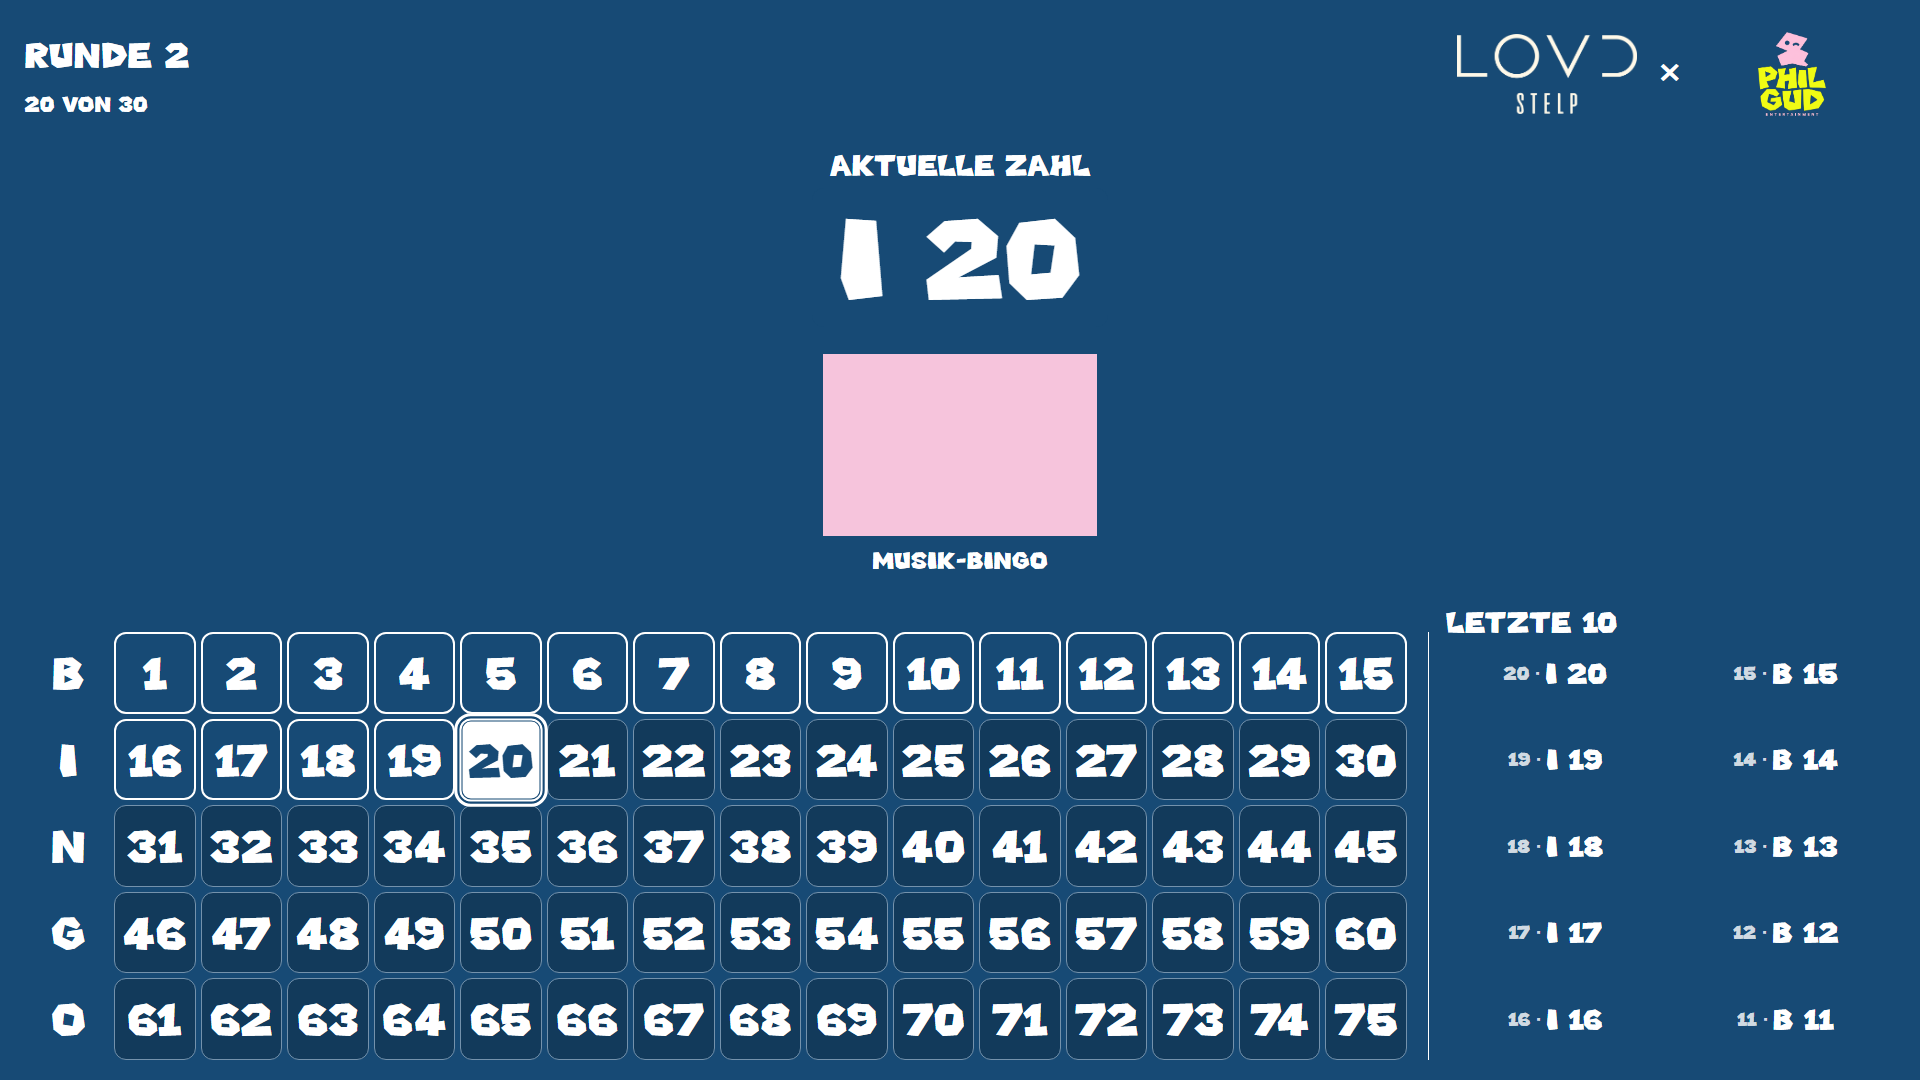 RUNDE 2
20 VON 30
LOVD
STELP
×
PHIL
GUD
ENTERTAINMENT
AKTUELLE ZAHL
I 20
MUSIK-BINGO
B 1 2 3 4 5 6 7 8 9 10 11 12 13 14 15
I 16 17 18 19 20 21 22 23 24 25 26 27 28 29 30
N 31 32 33 34 35 36 37 38 39 40 41 42 43 44 45
G 46 47 48 49 50 51 52 53 54 55 56 57 58 59 60
O 61 62 63 64 65 66 67 68 69 70 71 72 73 74 75
LETZTE 10
20 · I 20
15 · B 15
19 · I 19
14 · B 14
18 · I 18
13 · B 13
17 · I 17
12 · B 12
16 · I 16
11 · B 11